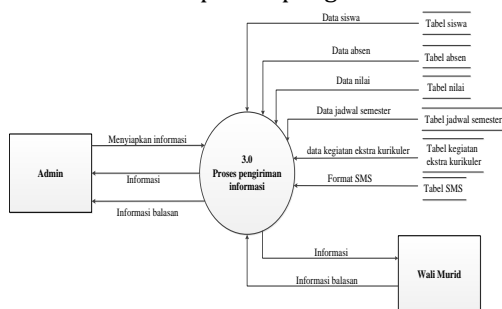 Data siswa
Tabel siswa
Data absen
Tabel absen
Data nilai
Tabel nilai
Data jadwal semester
Tabel jadwal semester
Menyiapkan informasi
3.0
Proses pengiriman
informasi
data kegiatan ekstra kurikuler
Tabel kegiatan
ekstra kurikuler
Admin
Informasi
Format SMS
Tabel SMS
Informasi balasan
Informasi
Wali Murid
Informasi balasan